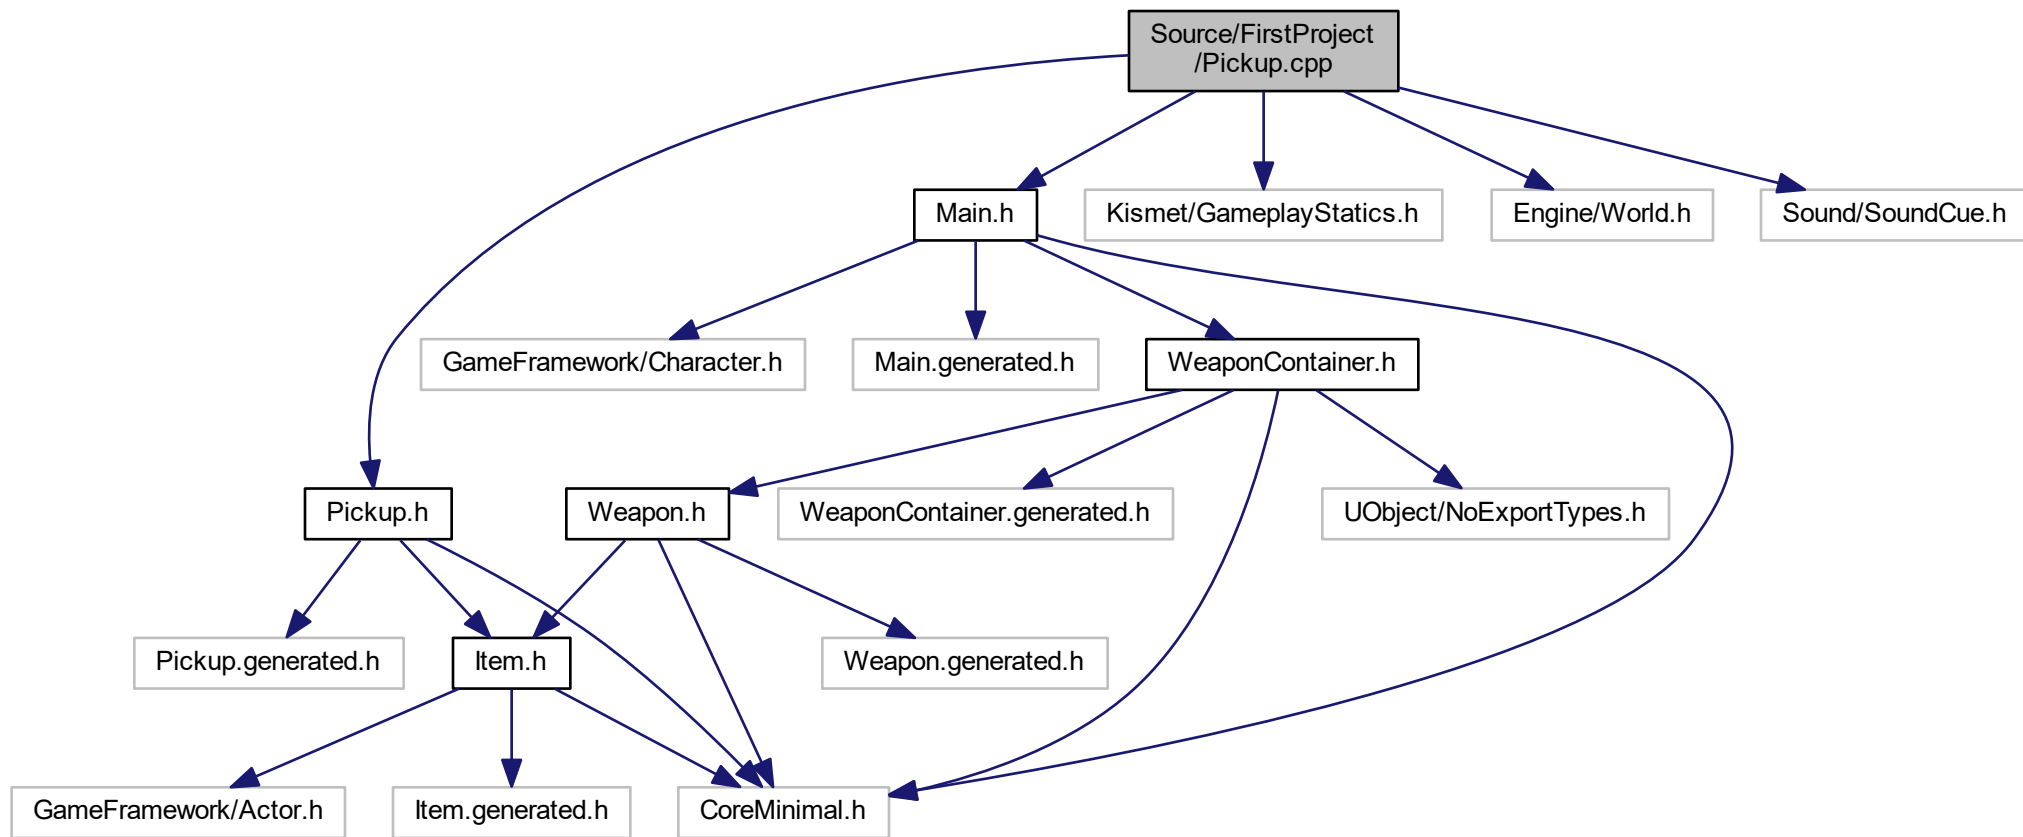 Source/FirstProject
/Pickup.cpp
Main.h
Kismet/GameplayStatics.h
Engine/World.h
Sound/SoundCue.h
GameFramework/Character.h
Main.generated.h
WeaponContainer.h
Pickup.h
Weapon.h
WeaponContainer.generated.h
UObject/NoExportTypes.h
Pickup.generated.h
Item.h
Weapon.generated.h
GameFramework/Actor.h
Item.generated.h
CoreMinimal.h